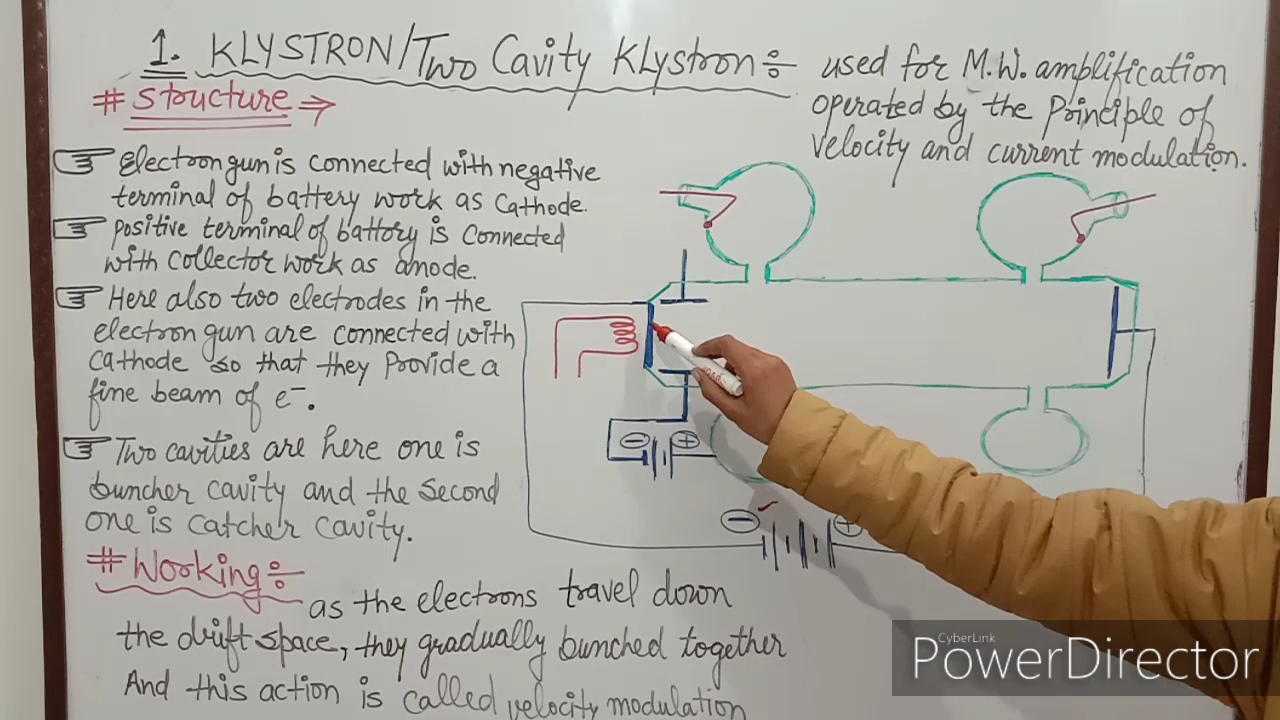 1. KLYSTRON/Two Cavity Klystron÷
used for M.W. amplification
operated by the Principle of
velocity and current modulation.
# Structure ⇒
Electron gun is connected with negative
terminal of battery work as Cathode.
positive terminal of battory is Connected
with collector work as anode.
Here also two electrodes in the
electron gun are connected with
Cathode so that they Provide a
fine beam of e⁻.
Two cavities are here one is
buncher cavity and the second
one is catcher cavity.
# Working÷
as the electrons travel down
the drift space, they gradually bunched together
And this action is called velocity modulation
− +
− +
CyberLink
PowerDirector